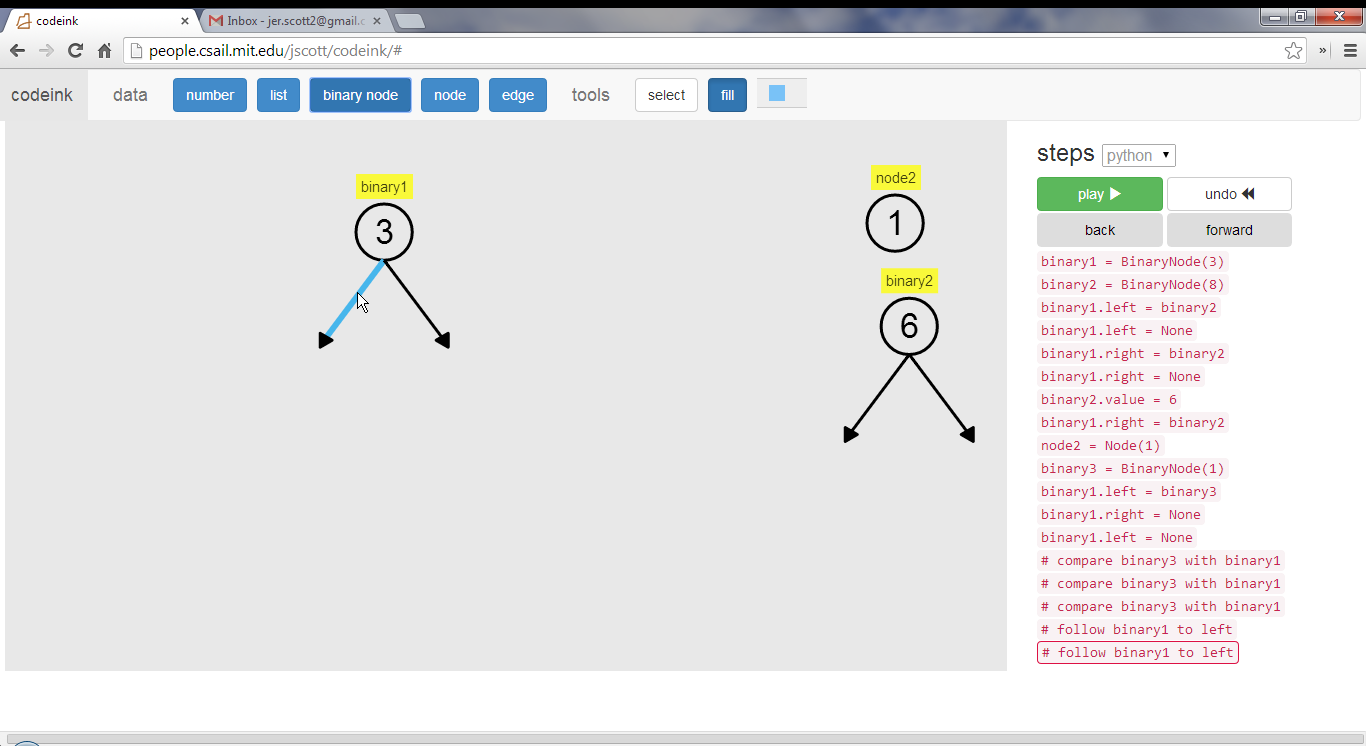 codeink
Inbox - jer.scott2@gmail.c
people.csail.mit.edu/jscott/codeink/#
codeink data number list binary node node edge tools select fill
binary1
3
node2
1
binary2
6
steps python
play undo
back forward
binary1 = BinaryNode(3)
binary2 = BinaryNode(8)
binary1.left = binary2
binary1.left = None
binary1.right = binary2
binary1.right = None
binary2.value = 6
binary1.right = binary2
node2 = Node(1)
binary3 = BinaryNode(1)
binary1.left = binary3
binary1.right = None
binary1.left = None
# compare binary3 with binary1
# compare binary3 with binary1
# compare binary3 with binary1
# follow binary1 to left
# follow binary1 to left